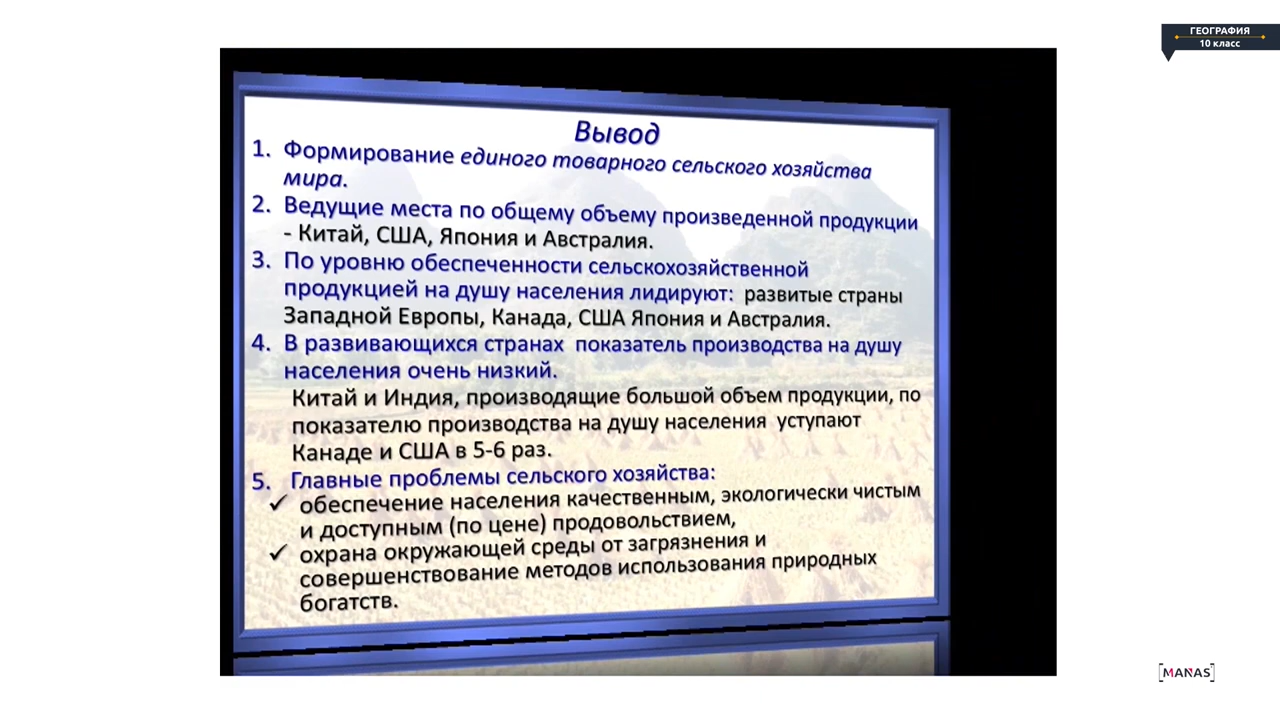 ГЕОГРАФИЯ
10 класс
Вывод
1. Формирование единого товарного сельского хозяйства
мира.
2. Ведущие места по общему объему произведенной продукции
- Китай, США, Япония и Австралия.
3. По уровню обеспеченности сельскохозяйственной
продукцией на душу населения лидируют: развитые страны
Западной Европы, Канада, США Япония и Австралия.
4. В развивающихся странах показатель производства на душу
населения очень низкий.
Китай и Индия, производящие большой объем продукции, по
показателю производства на душу населения уступают
Канаде и США в 5-6 раз.
5. Главные проблемы сельского хозяйства:
✓ обеспечение населения качественным, экологически чистым
и доступным (по цене) продовольствием,
✓ охрана окружающей среды от загрязнения и
совершенствование методов использования природных
богатств.
[MANAS]